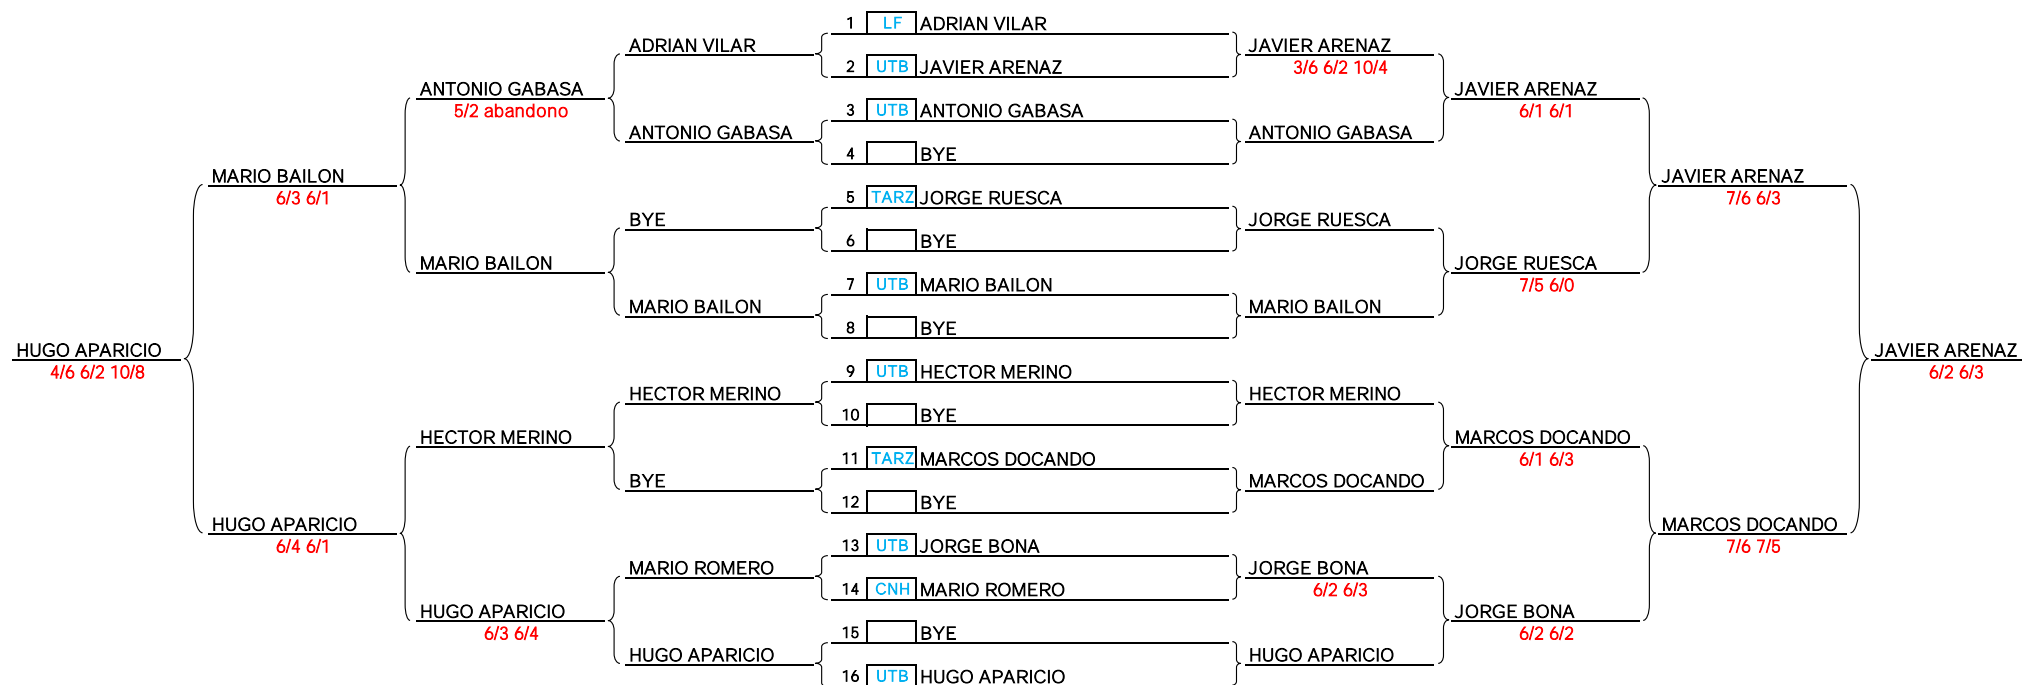 1 LF ADRIAN VILAR
ADRIAN VILAR JAVIER ARENAZ
2 UTB JAVIER ARENAZ 3/6 6/2 10/4
ANTONIO GABASA JAVIER ARENAZ
5/2 abandono 3 UTB ANTONIO GABASA 6/1 6/1
ANTONIO GABASA ANTONIO GABASA
4 BYE
MARIO BAILON JAVIER ARENAZ
6/3 6/1 5 TARZ JORGE RUESCA 7/6 6/3
BYE JORGE RUESCA
6 BYE
MARIO BAILON JORGE RUESCA
7 UTB MARIO BAILON 7/5 6/0
MARIO BAILON MARIO BAILON
8 BYE
HUGO APARICIO JAVIER ARENAZ
4/6 6/2 10/8 9 UTB HECTOR MERINO 6/2 6/3
HECTOR MERINO HECTOR MERINO
10 BYE
HECTOR MERINO MARCOS DOCANDO
11 TARZ MARCOS DOCANDO 6/1 6/3
BYE MARCOS DOCANDO
12 BYE
HUGO APARICIO MARCOS DOCANDO
6/4 6/1 13 UTB JORGE BONA 7/6 7/5
MARIO ROMERO JORGE BONA
14 CNH MARIO ROMERO 6/2 6/3
HUGO APARICIO JORGE BONA
6/3 6/4 15 BYE 6/2 6/2
HUGO APARICIO HUGO APARICIO
16 UTB HUGO APARICIO